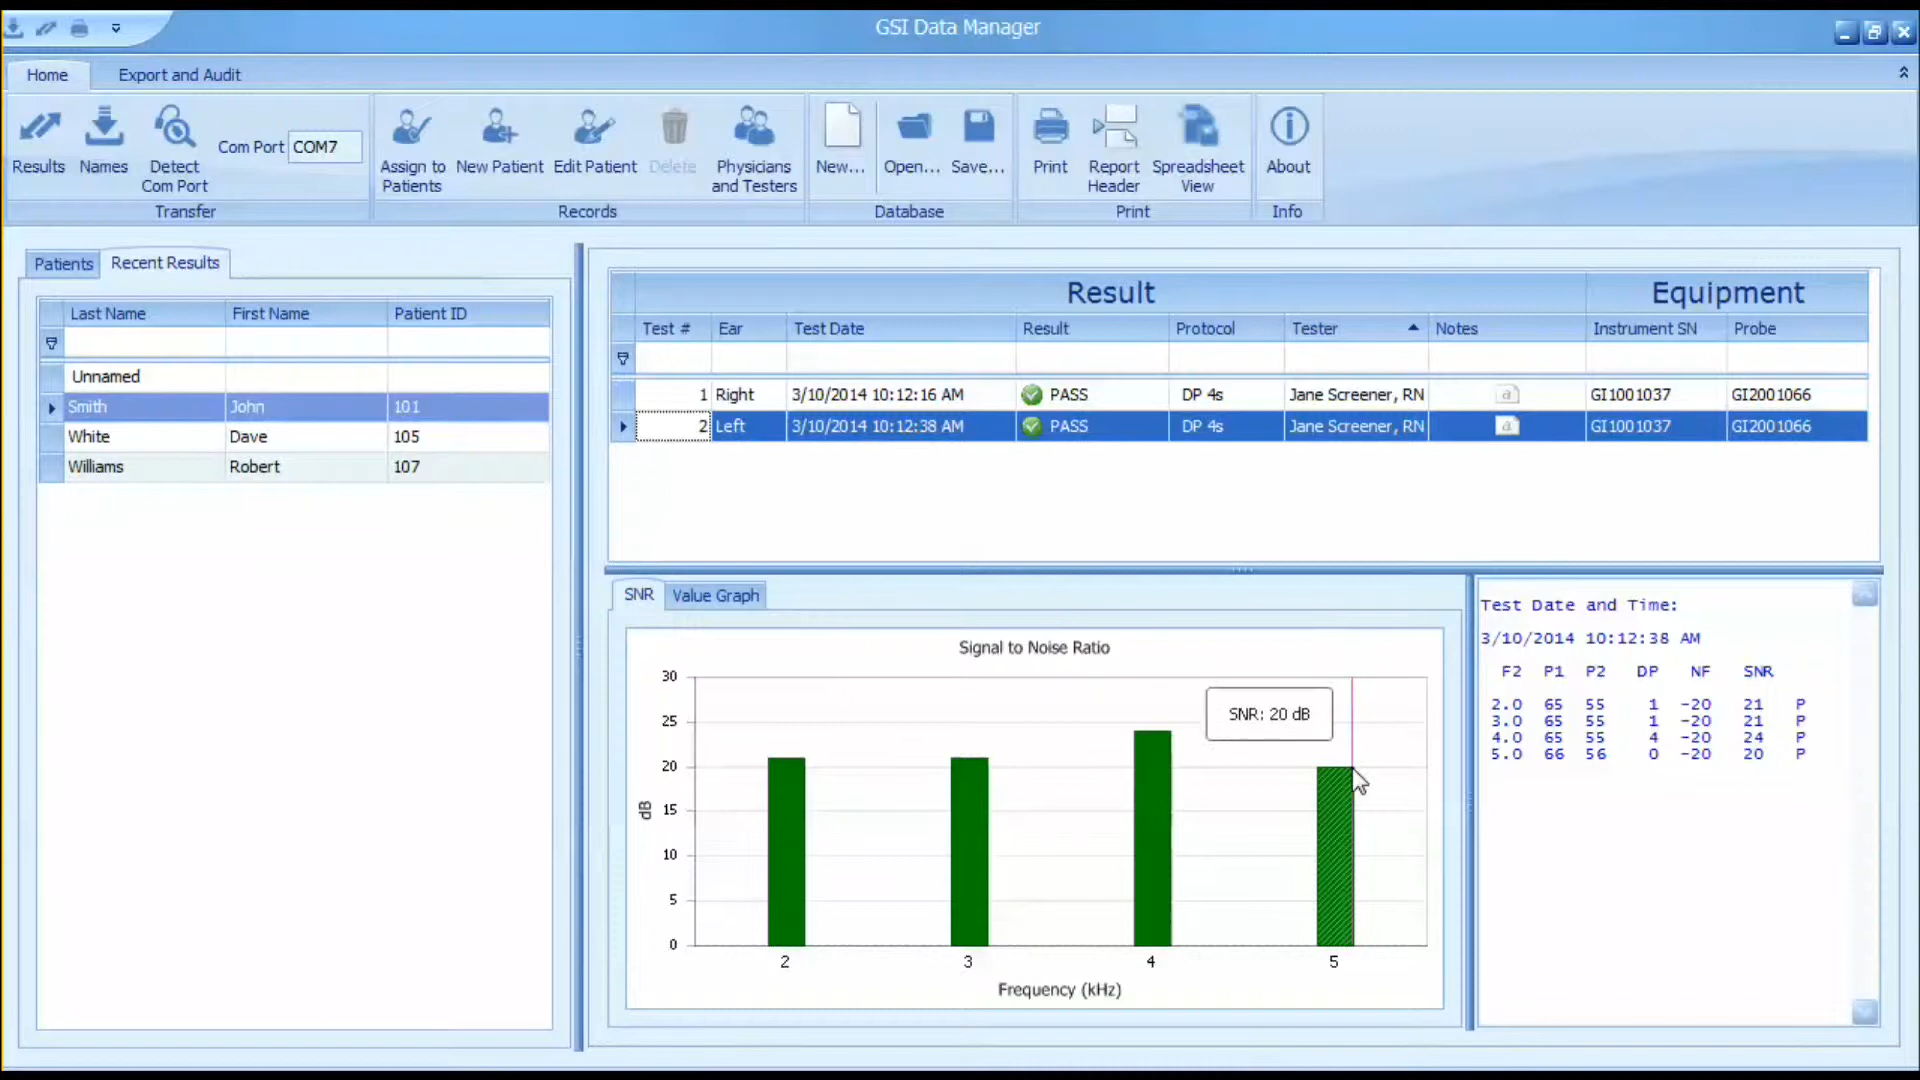 GSI Data Manager
Home Export and Audit
Results Names Detect Com Port Com Port COM7
Assign to Patients New Patient Edit Patient Delete Physicians and Testers
New... Open... Save...
Print Report Header Spreadsheet View About
Transfer Records Database Print Info
Patients Recent Results
Last Name First Name Patient ID
Unnamed
Smith John 101
White Dave 105
Williams Robert 107
Result Equipment
Test # Ear Test Date Result Protocol Tester Notes Instrument SN Probe
1 Right 3/10/2014 10:12:16 AM PASS DP 4s Jane Screener, RN a GI1001037 GI2001066
2 Left 3/10/2014 10:12:38 AM PASS DP 4s Jane Screener, RN a GI1001037 GI2001066
SNR Value Graph
Signal to Noise Ratio
SNR: 20 dB
30
25
20
15
10
5
0
dB
2 3 4 5
Frequency (kHz)
Test Date and Time:
3/10/2014 10:12:38 AM
F2 P1 P2 DP NF SNR
2.0 65 55 1 -20 21 P
3.0 65 55 1 -20 21 P
4.0 65 55 4 -20 24 P
5.0 66 56 0 -20 20 P